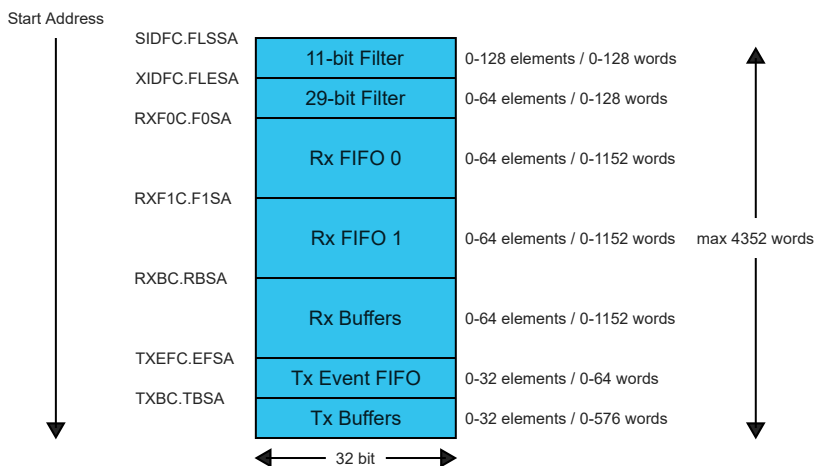 Start Address
SIDFC.FLSSA
11-bit Filter
0-128 elements / 0-128 words
XIDFC.FLESA
29-bit Filter
0-64 elements / 0-128 words
RXF0C.F0SA
Rx FIFO 0
0-64 elements / 0-1152 words
RXF1C.F1SA
Rx FIFO 1
0-64 elements / 0-1152 words
max 4352 words
RXBC.RBSA
Rx Buffers
0-64 elements / 0-1152 words
TXEFC.EFSA
Tx Event FIFO
0-32 elements / 0-64 words
TXBC.TBSA
Tx Buffers
0-32 elements / 0-576 words
32 bit